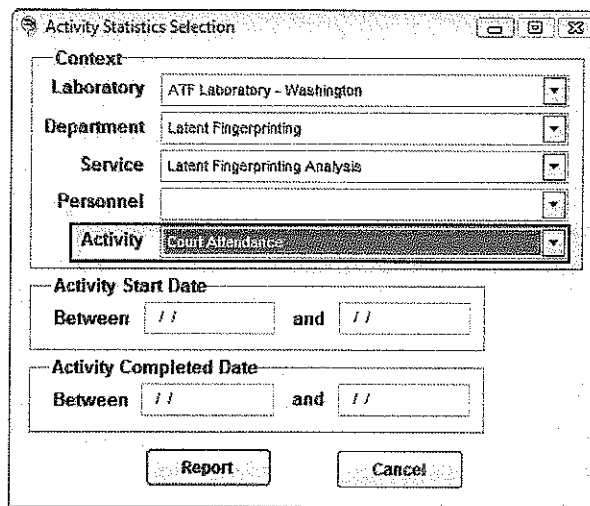 Activity Statistics Selection
Context
Laboratory ATF Laboratory - Washington
Department Latent Fingerprinting
Service Latent Fingerprinting Analysis
Personnel
Activity Court Attendance
Activity Start Date
Between / / and / /
Activity Completed Date
Between / / and / /
Report Cancel